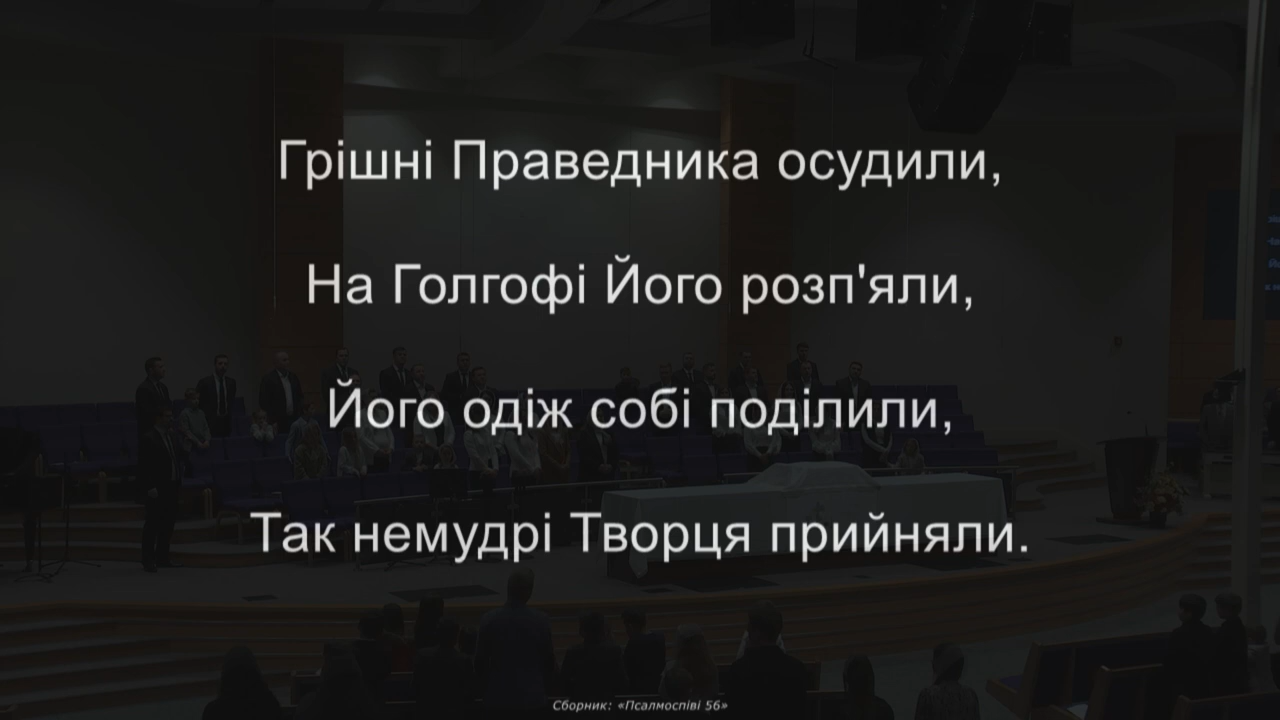 Грішні Праведника осудили,
На Голгофі Його розп'яли,
Його одіж собі поділили,
Так немудрі Творця прийняли.
Сборник: «Псалмоспіві 56»